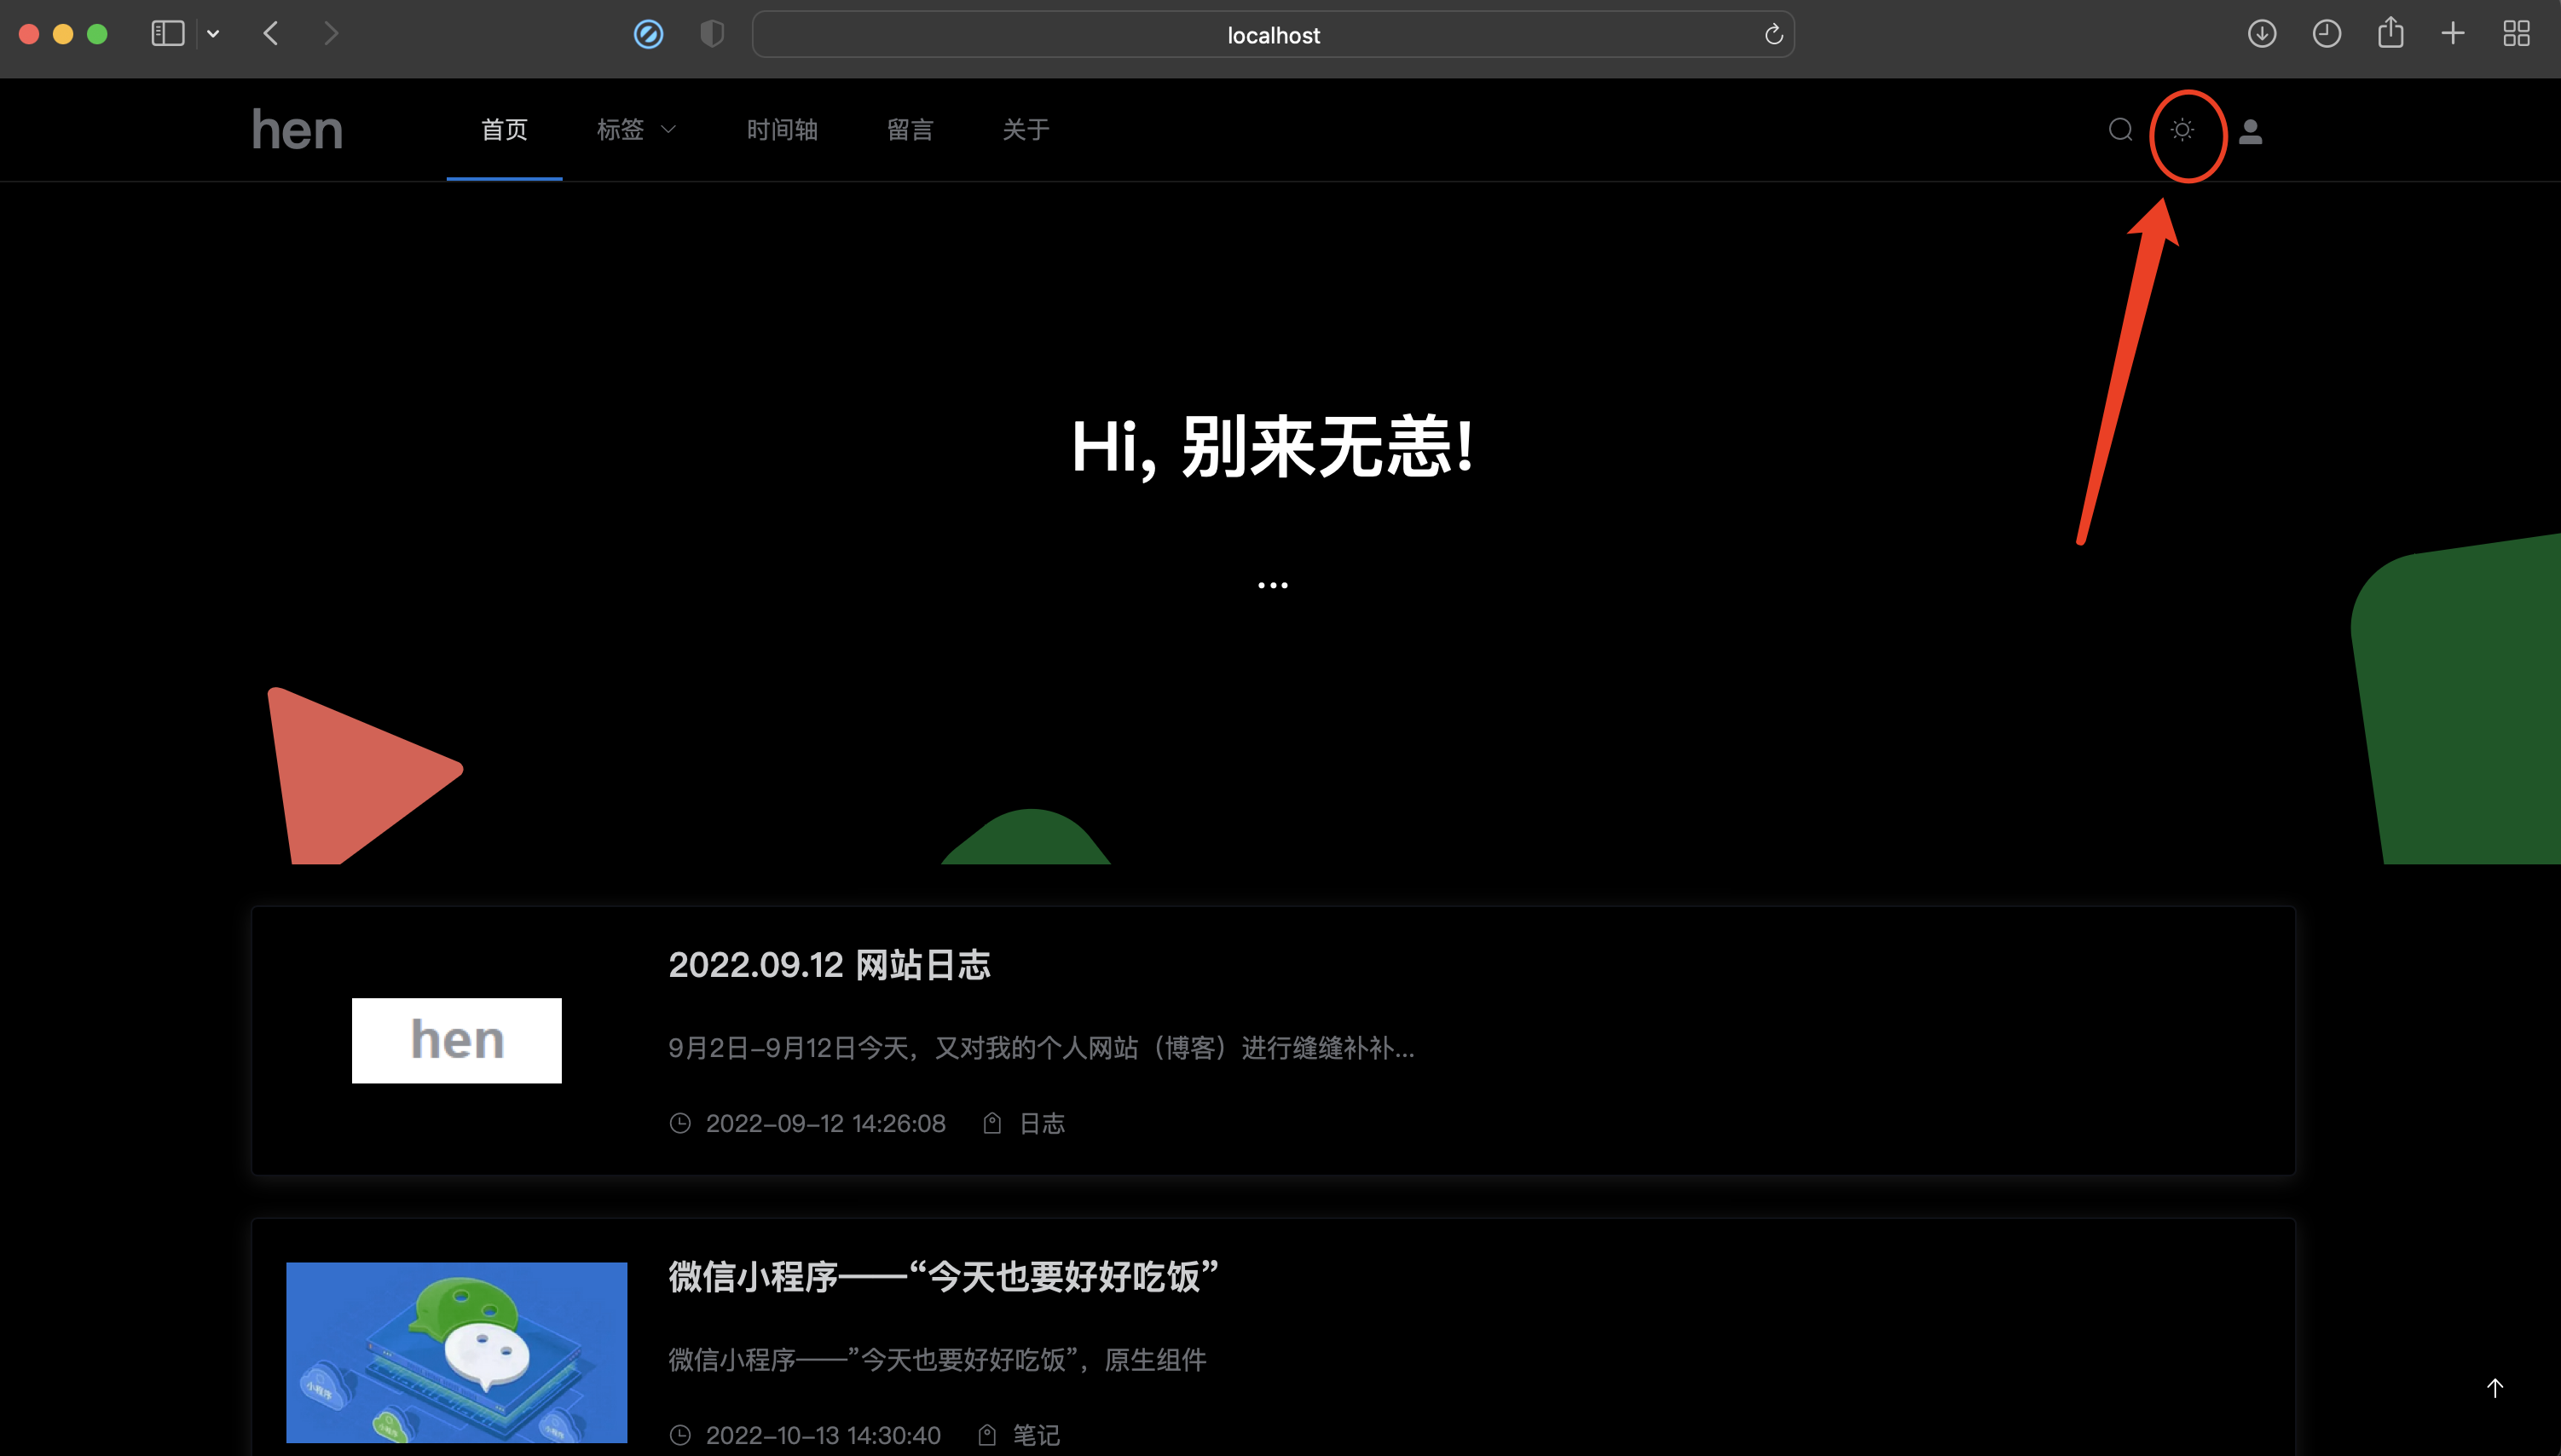 localhost
hen
首页 标签 时间轴 留言 关于
Hi, 别来无恙!
...
2022.09.12 网站日志
hen
9月2日-9月12日今天，又对我的个人网站（博客）进行缝缝补补...
2022-09-12 14:26:08 日志
微信小程序——“今天也要好好吃饭”
微信小程序——”今天也要好好吃饭”，原生组件
小程序
2022-10-13 14:30:40 笔记